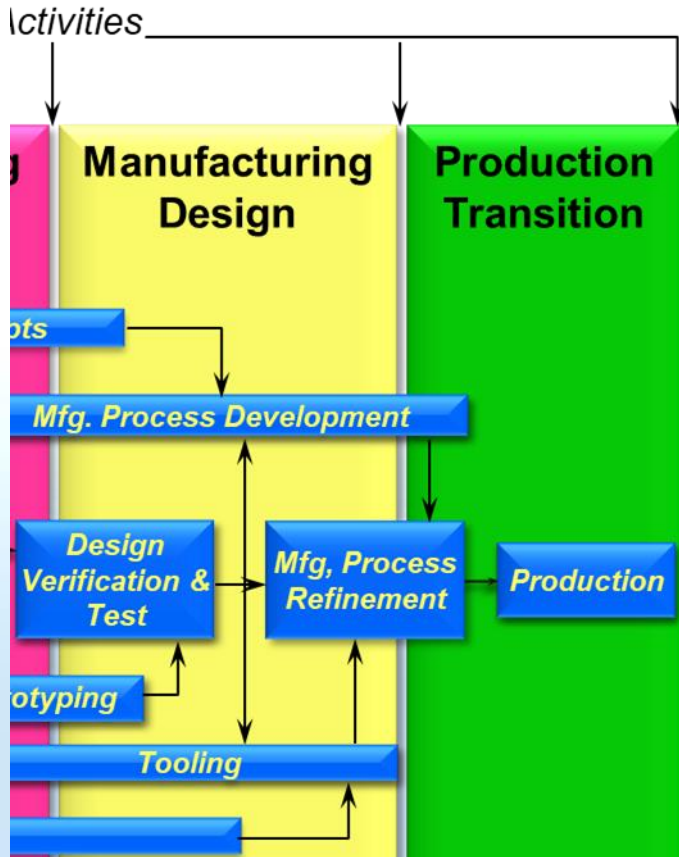 Activities
Manufacturing
Design
Production
Transition
Mfg. Process Development
Design
Verification &
Test
Mfg, Process
Refinement
Production
Tooling